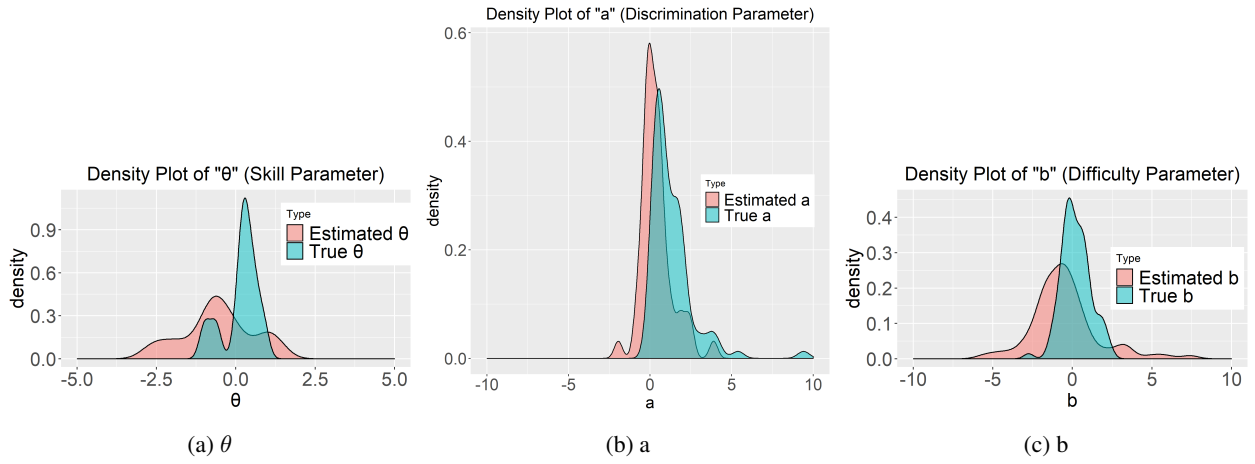 Density Plot of "θ" (Skill Parameter)
density
0.9
0.6
0.3
0.0
-5.0 -2.5 0.0 2.5 5.0
θ
Type
Estimated θ
True θ
(a) θ
Density Plot of "a" (Discrimination Parameter)
density
0.6
0.4
0.2
0.0
-10 -5 0 5 10
a
Type
Estimated a
True a
(b) a
Density Plot of "b" (Difficulty Parameter)
density
0.4
0.3
0.2
0.1
0.0
-10 -5 0 5 10
b
Type
Estimated b
True b
(c) b